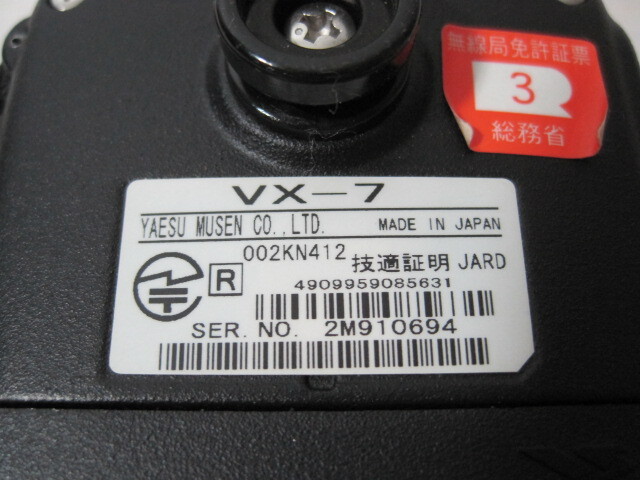 無線局免許証票
3
総務省
VX-7
YAESU MUSEN CO.,LTD. MADE IN JAPAN
R 002KN412 技適証明 JARD
4909959085631
SER. NO. 2M910694